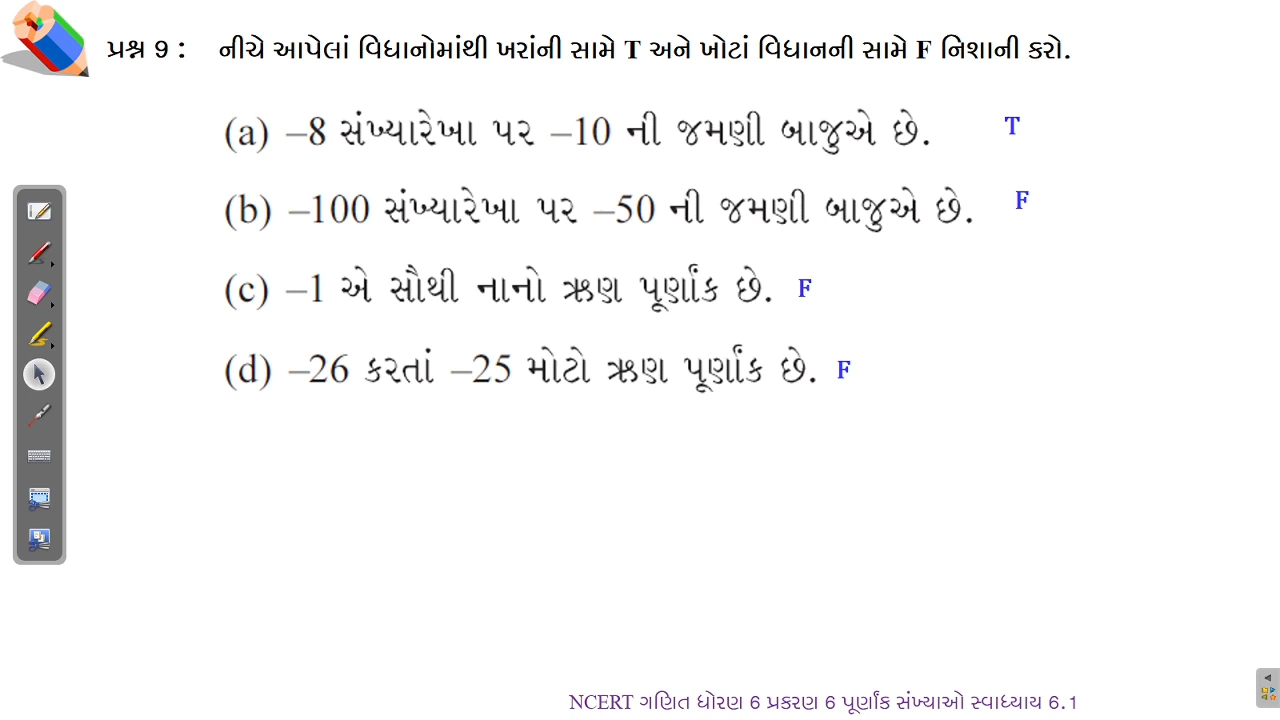 પ્રશ્ન 9 : નીચે આપેલાં વિધાનોમાંથી ખરાંની સામે T અને ખોટાં વિધાનની સામે F નિશાની કરો.
(a) –8 સંખ્યારેખા પર –10 ની જમણી બાજુએ છે. T
(b) –100 સંખ્યારેખા પર –50 ની જમણી બાજુએ છે. F
(c) –1 એ સૌથી નાનો ઋણ પૂર્ણાંક છે. F
(d) –26 કરતાં –25 મોટો ઋણ પૂર્ણાંક છે. F
NCERT ગણિત ધોરણ 6 પ્રકરણ 6 પૂર્ણાંક સંખ્યાઓ સ્વાધ્યાય 6.1